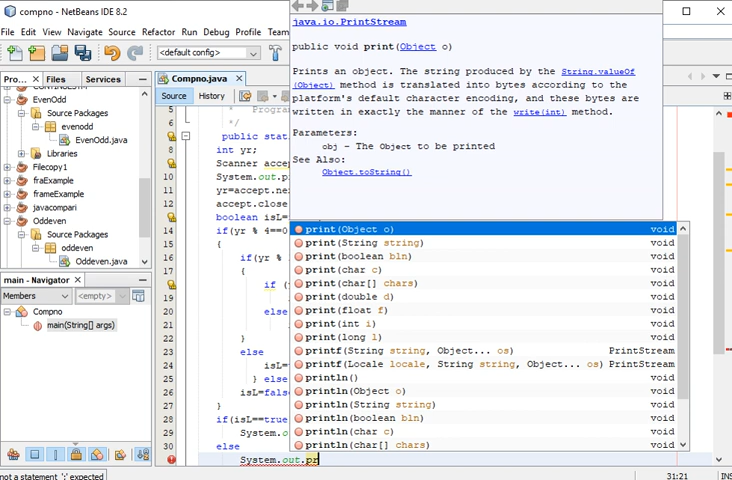 compno - NetBeans IDE 8.2
File Edit View Navigate Source Refactor Run Debug Profile Team
<default config>
Pro... Files Services
EvenOdd
Source Packages
evenodd
EvenOdd.java
Libraries
Filecopy1
fraExample
frameExample
javacompari
Oddeven
Source Packages
oddeven
Oddeven.java
main - Navigator
Members <empty>
Compno
main(String[] args)
Compno.java
Source History
5
6 */
7 public stat
8 int yr;
9 Scanner acce
10 System.out.p
11 yr=accept.ne
12 accept.close
13 boolean isL=
14 if(yr % 4==0
15 {
16 if(yr %
17 {
18 if (y
19
20 else
21
22 }
23 else
24 isL=
25 } else
26 isL=false
27 }
28 if(isL==true
29 System.o
30 else
System.out.pr
java.io.PrintStream
public void print(Object o)
Prints an object. The string produced by the String.valueOf
(Object) method is translated into bytes according to the
platform's default character encoding, and these bytes are
written in exactly the manner of the write(int) method.
Parameters:
obj - The Object to be printed
See Also:
Object.toString()
print(Object o) void
print(String string) void
print(boolean bln) void
print(char c) void
print(char[] chars) void
print(double d) void
print(float f) void
print(int i) void
print(long l) void
printf(String string, Object... os) PrintStream
printf(Locale locale, String string, Object... os) PrintStream
println() void
println(Object o) void
println(String string) void
println(boolean bln) void
println(char c) void
println(char[] chars) void
not a statement ';' expected
31:21 INS